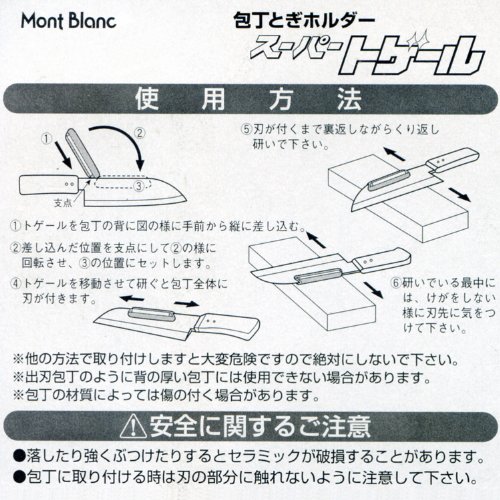 Mont Blanc
包丁とぎホルダー
スーパートゲール
使用方法
① ②
③
支点
①トゲールを包丁の背に図の様に手前から縦に差し込む。
②差し込んだ位置を支点にして②の様に
回転させ、③の位置にセットします。
④トゲールを移動させて研ぐと包丁全体に
刃が付きます。
⑤刃が付くまで裏返しながらくり返し
研いで下さい。
⑥研いでいる最中に
は、けがをしない
様に刃先に気をつ
けて下さい。
※他の方法で取り付けしますと大変危険ですので絶対にしないで下さい。
※出刃包丁のように背の厚い包丁には使用できない場合があります。
※包丁の材質によっては傷の付く場合があります。
⚠安全に関するご注意
●落したり強くぶつけたりするとセラミックが破損することがあります。
●包丁に取り付ける時は刃の部分に触れないように注意して下さい。